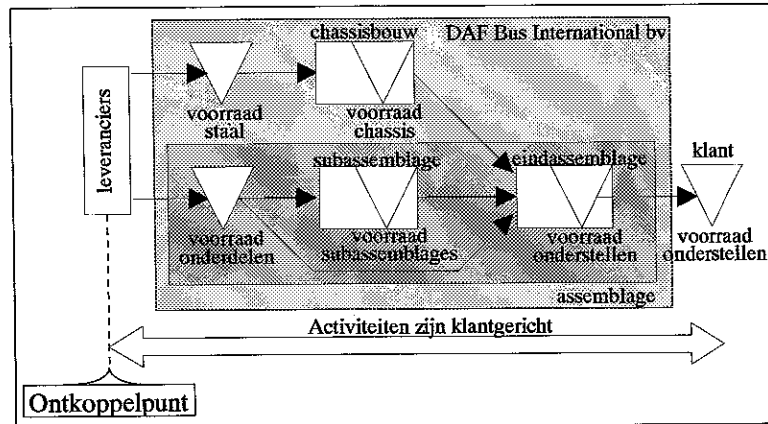 chassisbouw
DAF Bus International bv
leveranciers
voorraad
staal
voorraad
chassis
subassemblage
eindassemblage
klant
voorraad
onderdelen
voorraad
subassemblages
voorraad
onderstellen
voorraad
onderstellen
assemblage
Activiteiten zijn klantgericht
Ontkoppelpunt